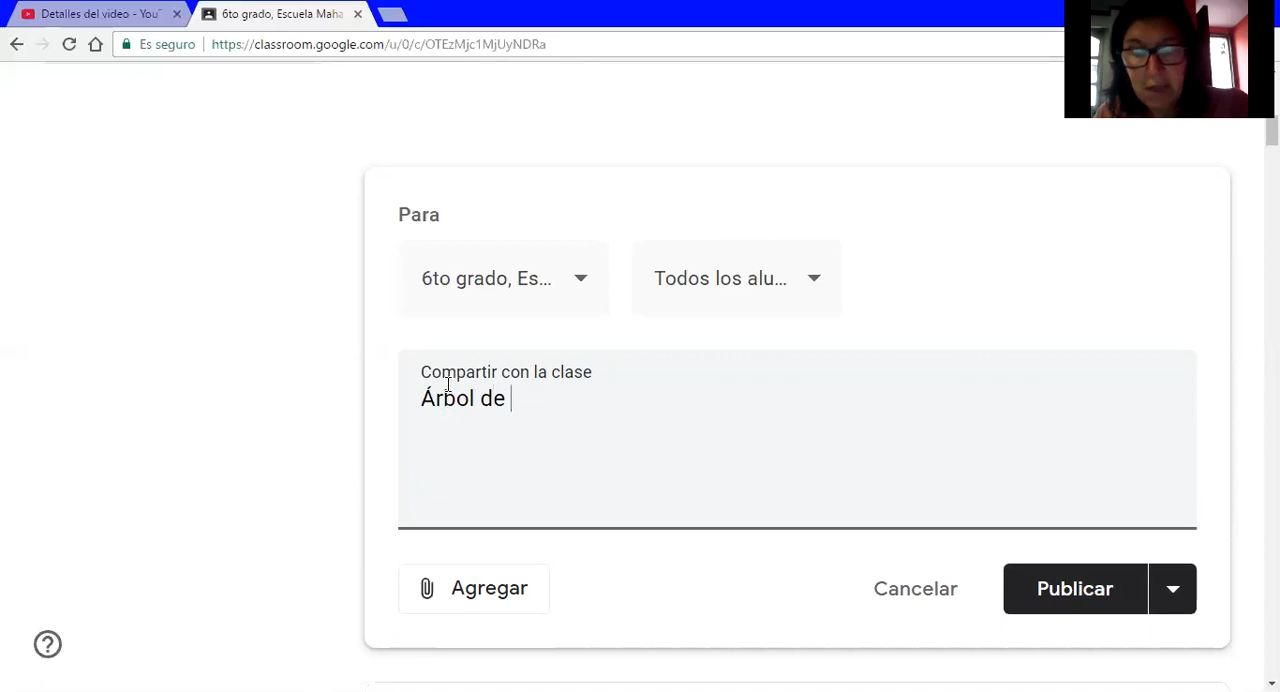 Detalles del video - You
6to grado, Escuela Maha
Es seguro
https://classroom.google.com/u/0/c/OTEzMjc1MjUyNDRa
Para
6to grado, Es...
Todos los alu...
Compartir con la clase
Árbol de
Agregar
Cancelar
Publicar